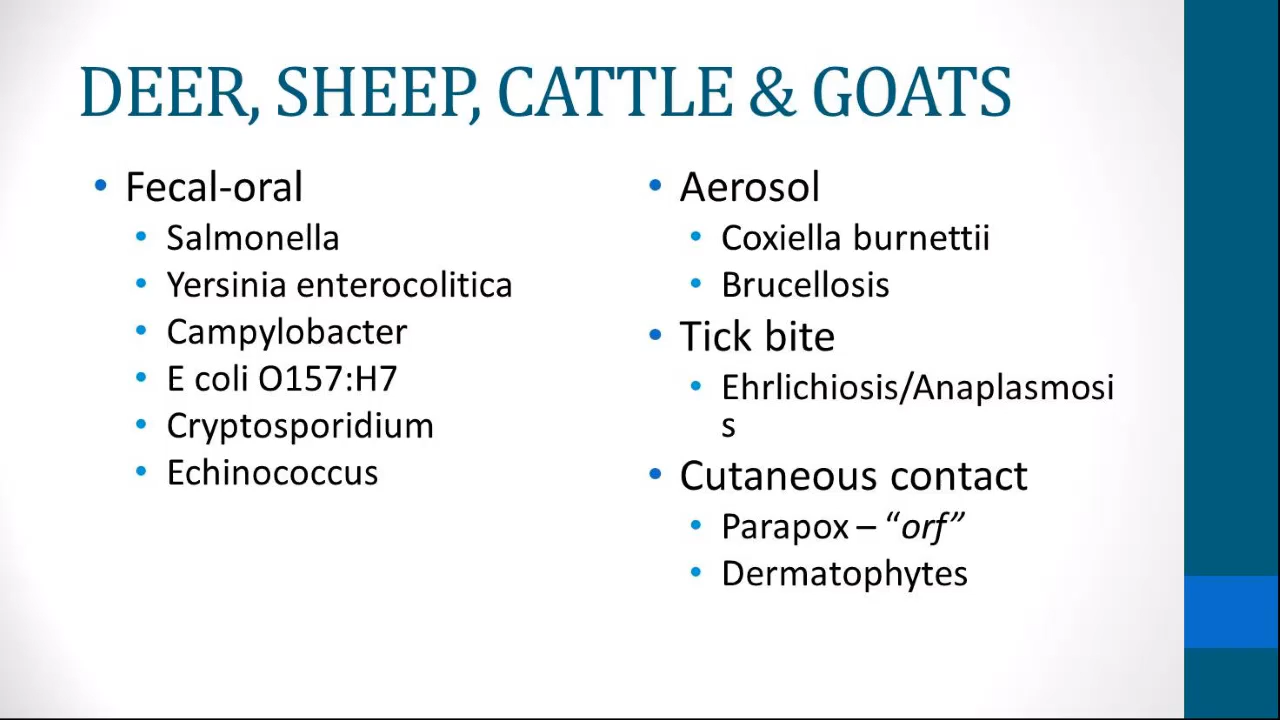 DEER, SHEEP, CATTLE & GOATS
• Fecal-oral
• Salmonella
• Yersinia enterocolitica
• Campylobacter
• E coli O157:H7
• Cryptosporidium
• Echinococcus
• Aerosol
• Coxiella burnettii
• Brucellosis
• Tick bite
• Ehrlichiosis/Anaplasmosi
s
• Cutaneous contact
• Parapox – “orf”
• Dermatophytes